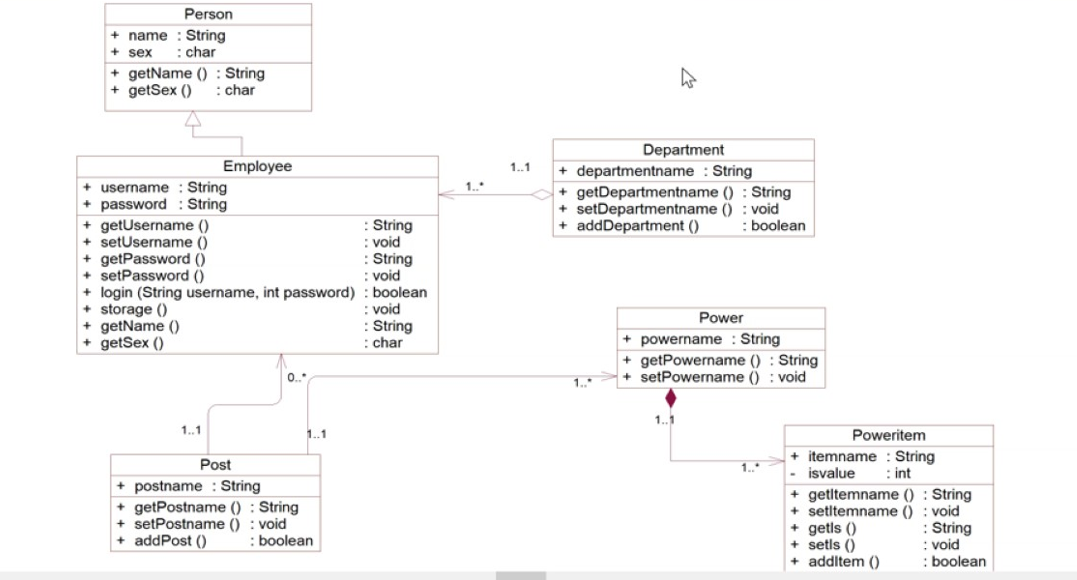 Person
+ name : String
+ sex : char
+ getName () : String
+ getSex () : char
Employee
+ username : String
+ password : String
+ getUsername () : String
+ setUsername () : void
+ getPassword () : String
+ setPassword () : void
+ login (String username, int password) : boolean
+ storage () : void
+ getName () : String
+ getSex () : char
1..1
1..*
Department
+ departmentname : String
+ getDepartmentname () : String
+ setDepartmentname () : void
+ addDepartment () : boolean
Power
+ powername : String
+ getPowername () : String
+ setPowername () : void
0..*
1..*
1..1
1..1
1..1
1..*
Post
+ postname : String
+ getPostname () : String
+ setPostname () : void
+ addPost () : boolean
Poweritem
+ itemname : String
- isvalue : int
+ getItemname () : String
+ setItemname () : void
+ getIs () : String
+ setIs () : void
+ addItem () : boolean